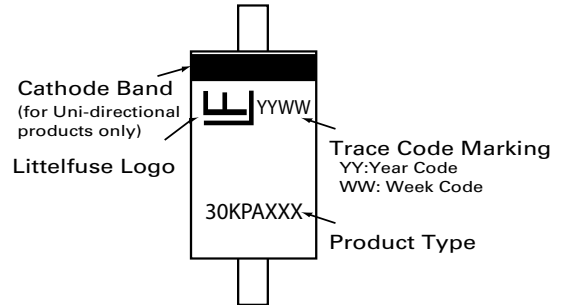 Cathode Band
(for Uni-directional
products only)
Littelfuse Logo
YYWW
Trace Code Marking
YY:Year Code
WW: Week Code
30KPAXXX
Product Type